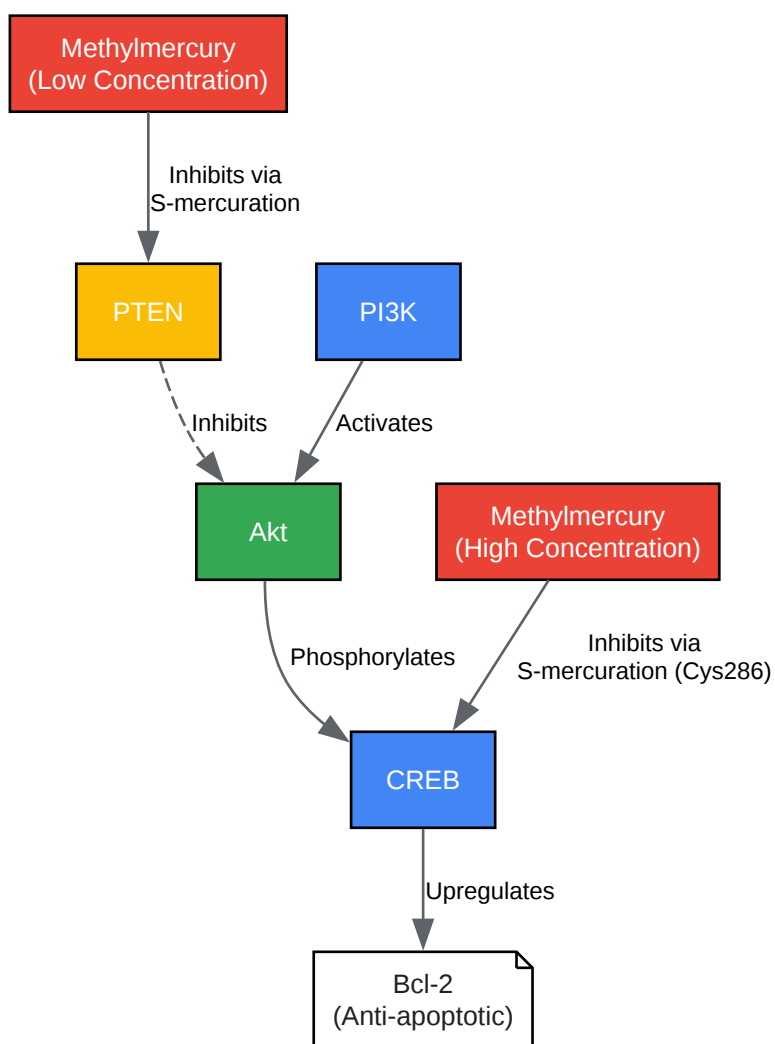 Methylmercury
(Low Concentration)
Inhibits via
S-mercuration
PTEN
PI3K
Inhibits
Activates
Akt
Methylmercury
(High Concentration)
Phosphorylates
Inhibits via
S-mercuration (Cys286)
CREB
Upregulates
Bcl-2
(Anti-apoptotic)